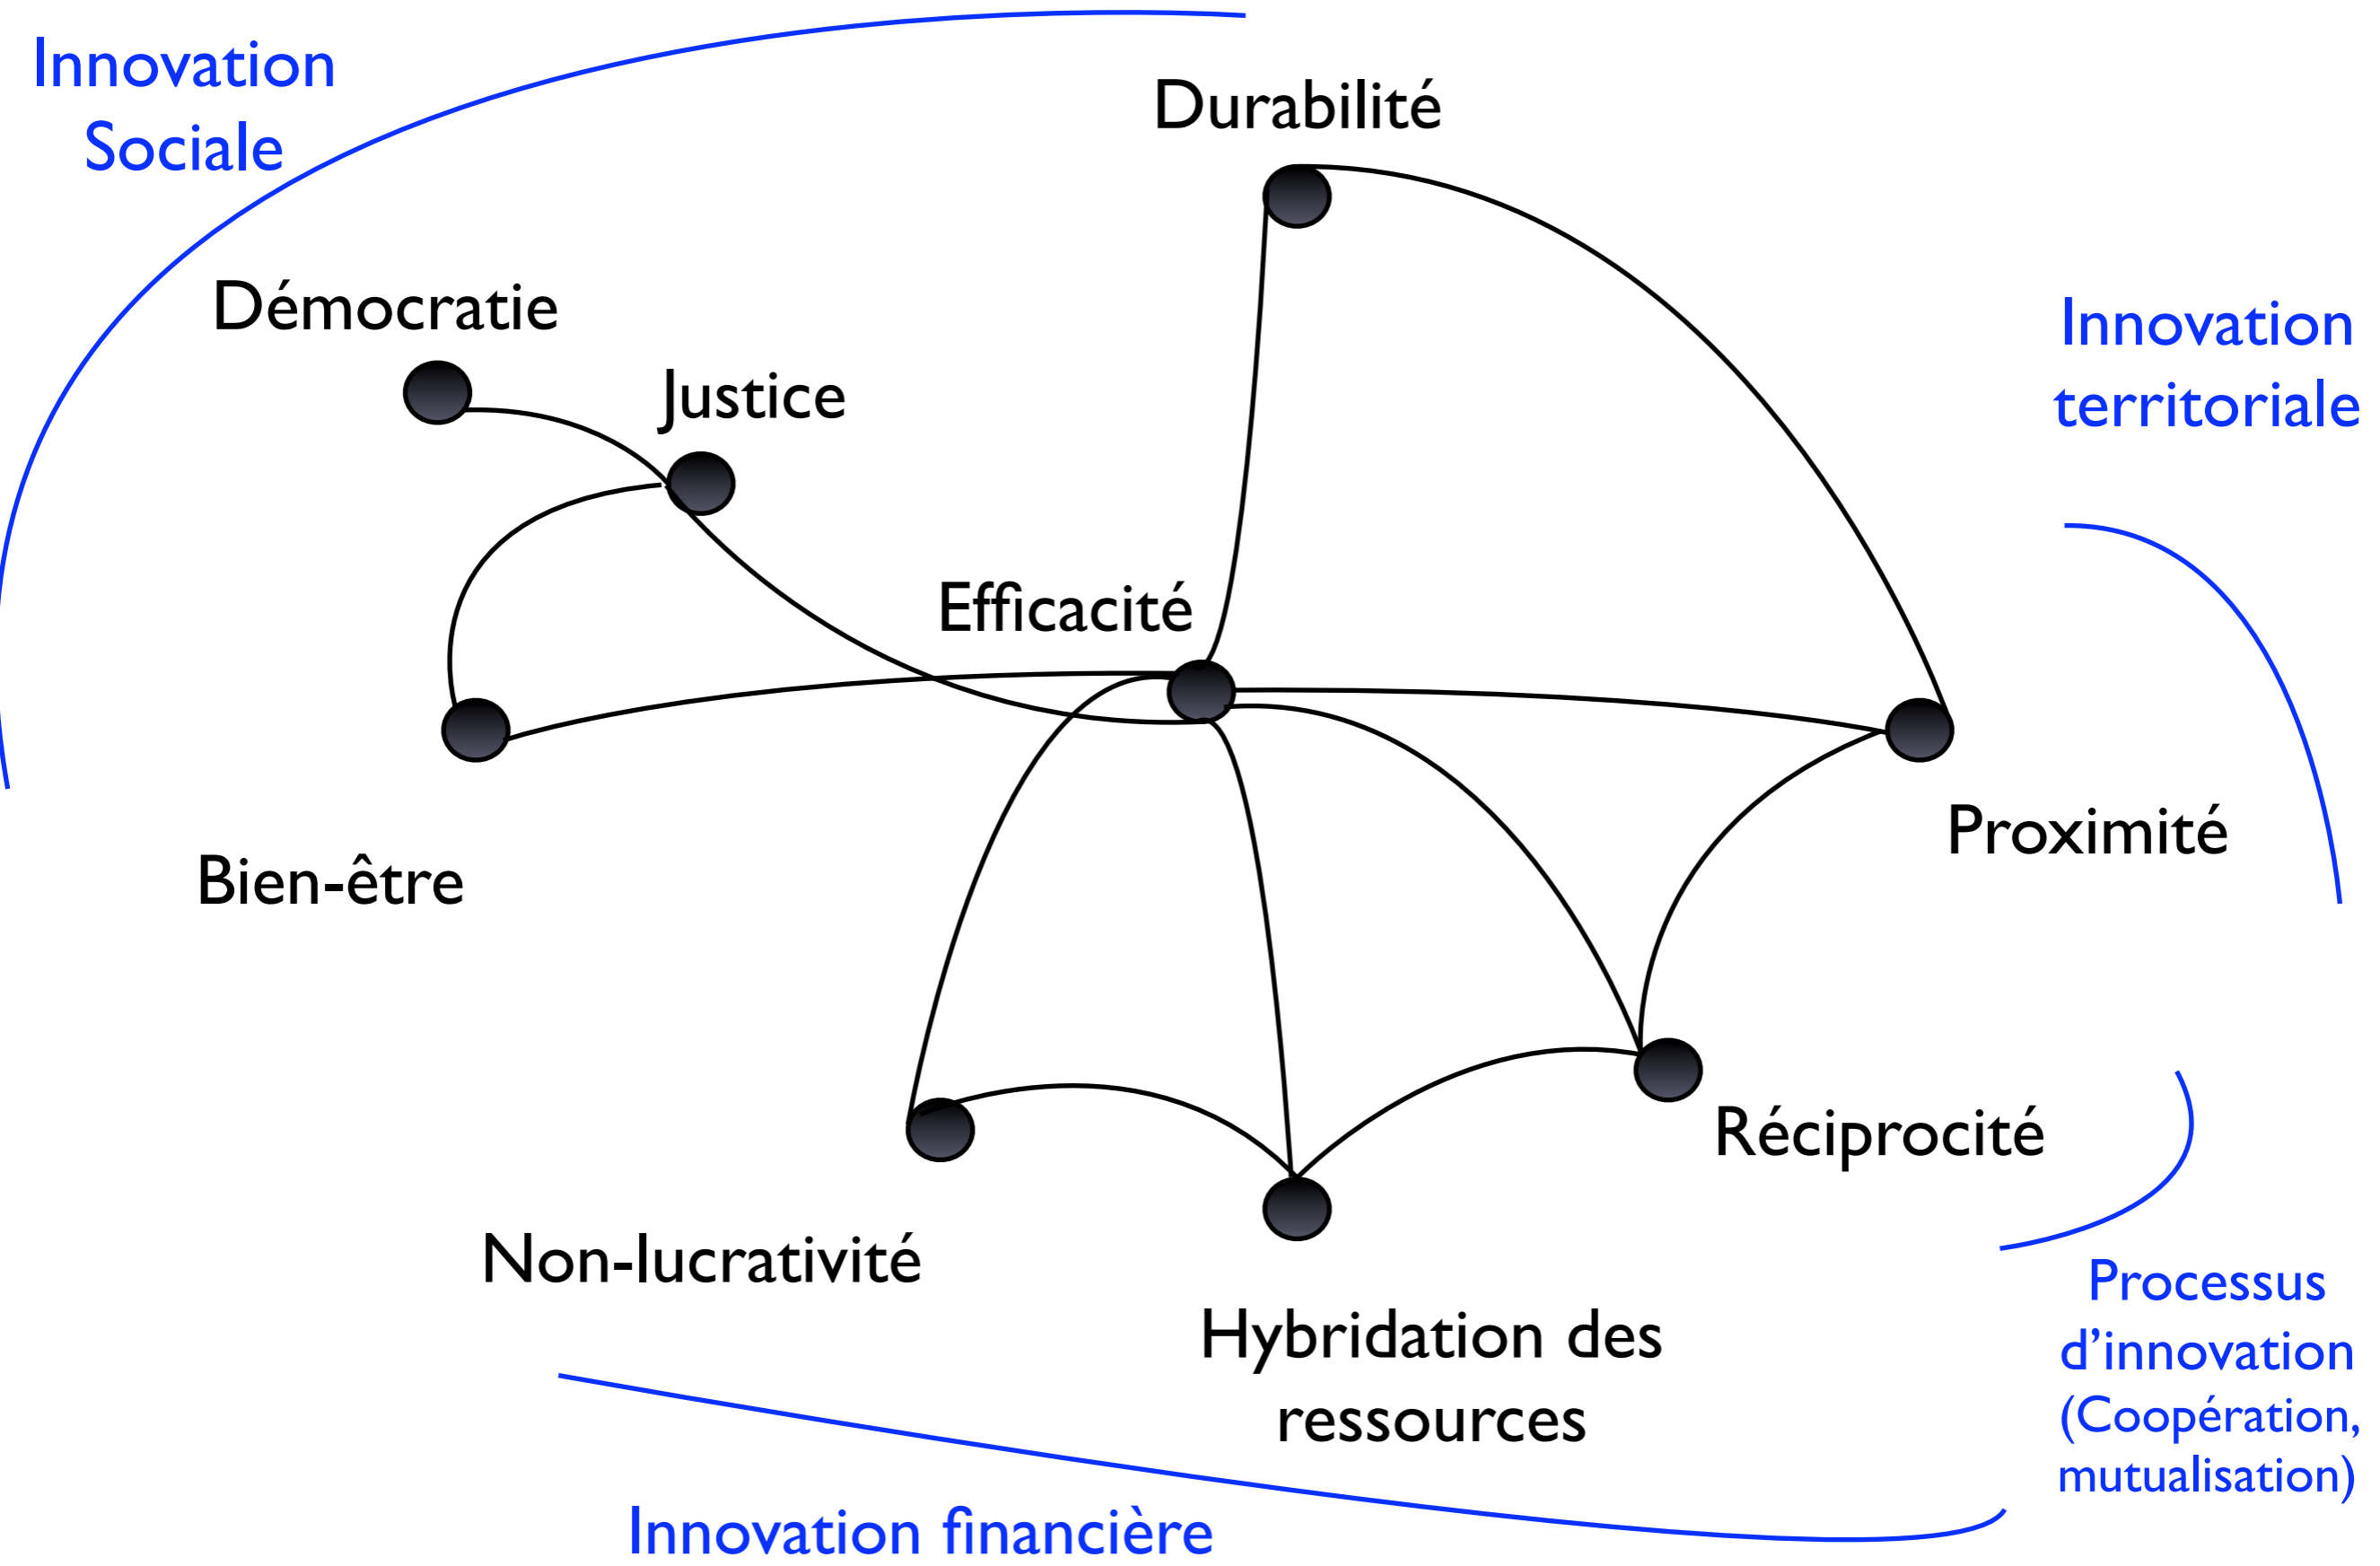 Innovation
Sociale
Durabilité
Démocratie
Justice
Innovation
territoriale
Efficacité
Proximité
Bien-être
Réciprocité
Non-lucrativité
Hybridation des
ressources
Processus
d’innovation
(Coopération,
mutualisation)
Innovation financière